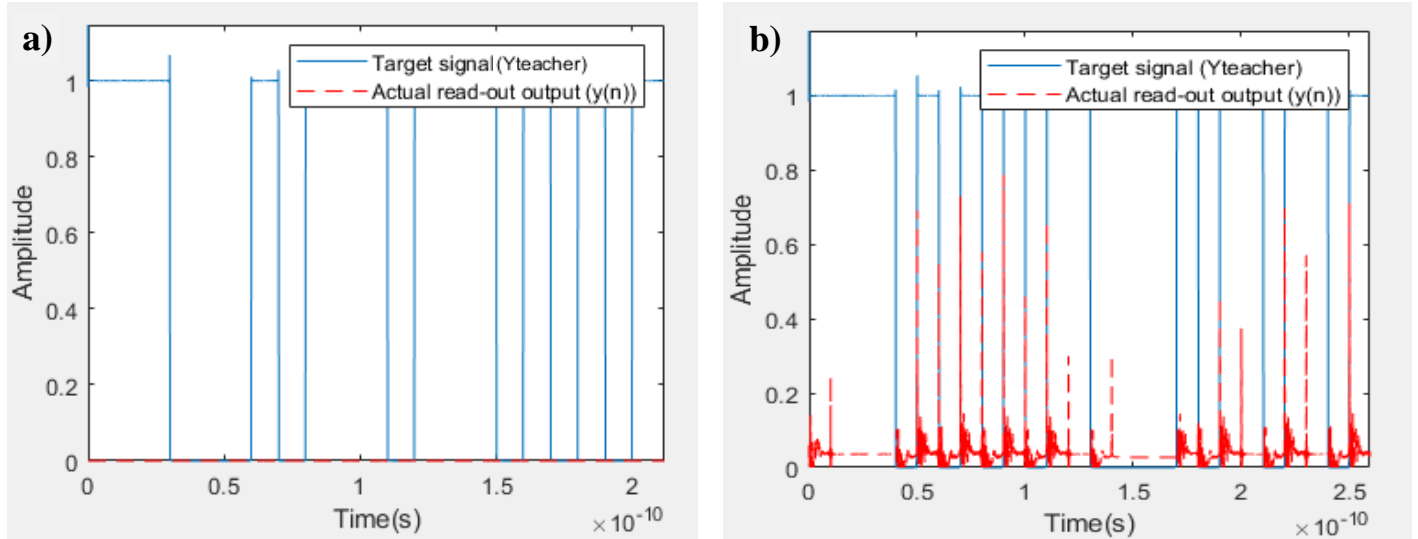 a)
Target signal (Yteacher)
Actual read-out output (y(n))
Amplitude
1
0.8
0.6
0.4
0.2
0
0
0.5
1
1.5
2
Time(s)
×10-10
b)
Target signal (Yteacher)
Actual read-out output (y(n))
Amplitude
1
0.8
0.6
0.4
0.2
0
0
0.5
1
1.5
2
2.5
Time(s)
×10-10